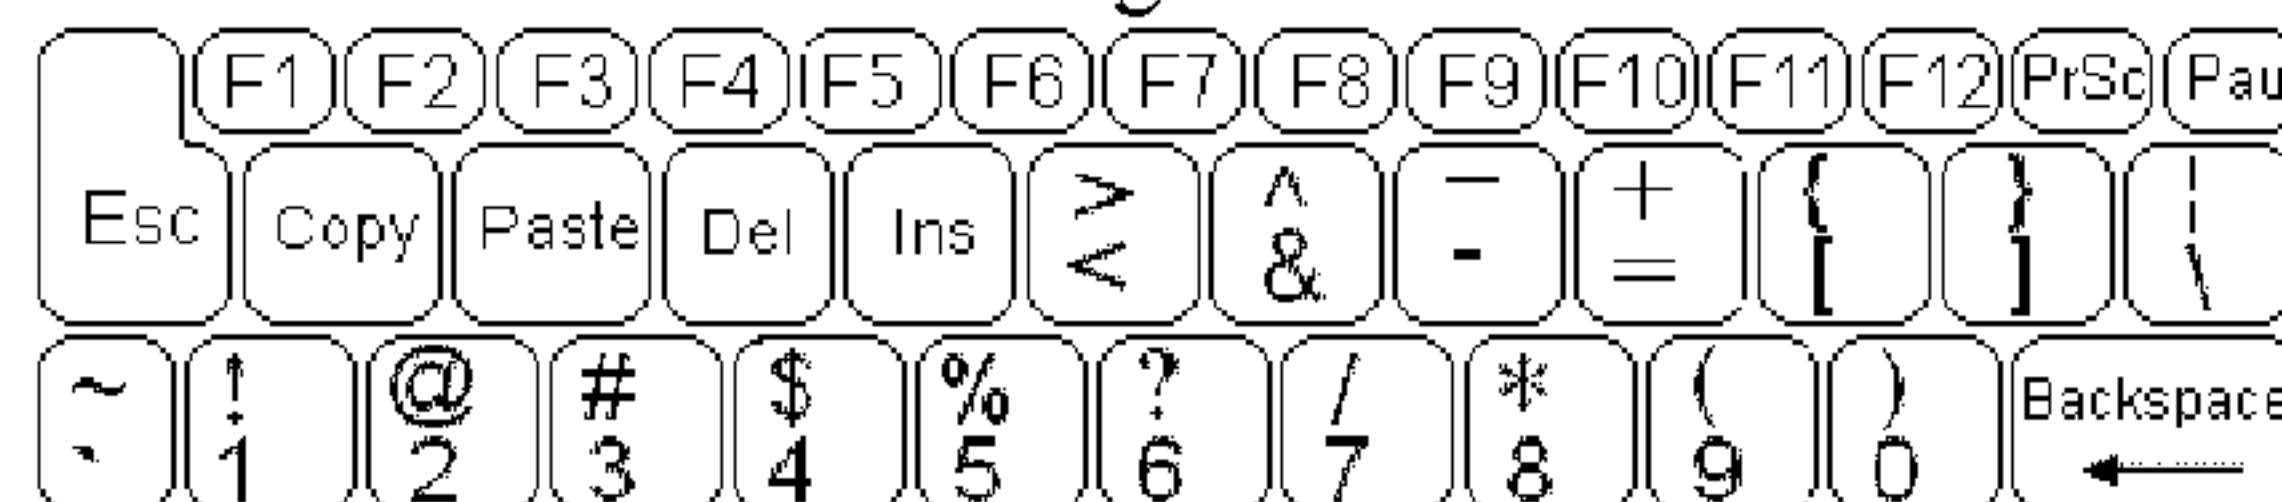 F1 F2 F3 F4 F5 F6 F7 F8 F9 F10 F11 F12 PrSc Pau
> ^ — + { } |
Esc Copy Paste Del Ins < & - = [ ] \
~ ! @ # $ % ? / * ( ) Backspace
` 1 2 3 4 5 6 7 8 9 0 ←